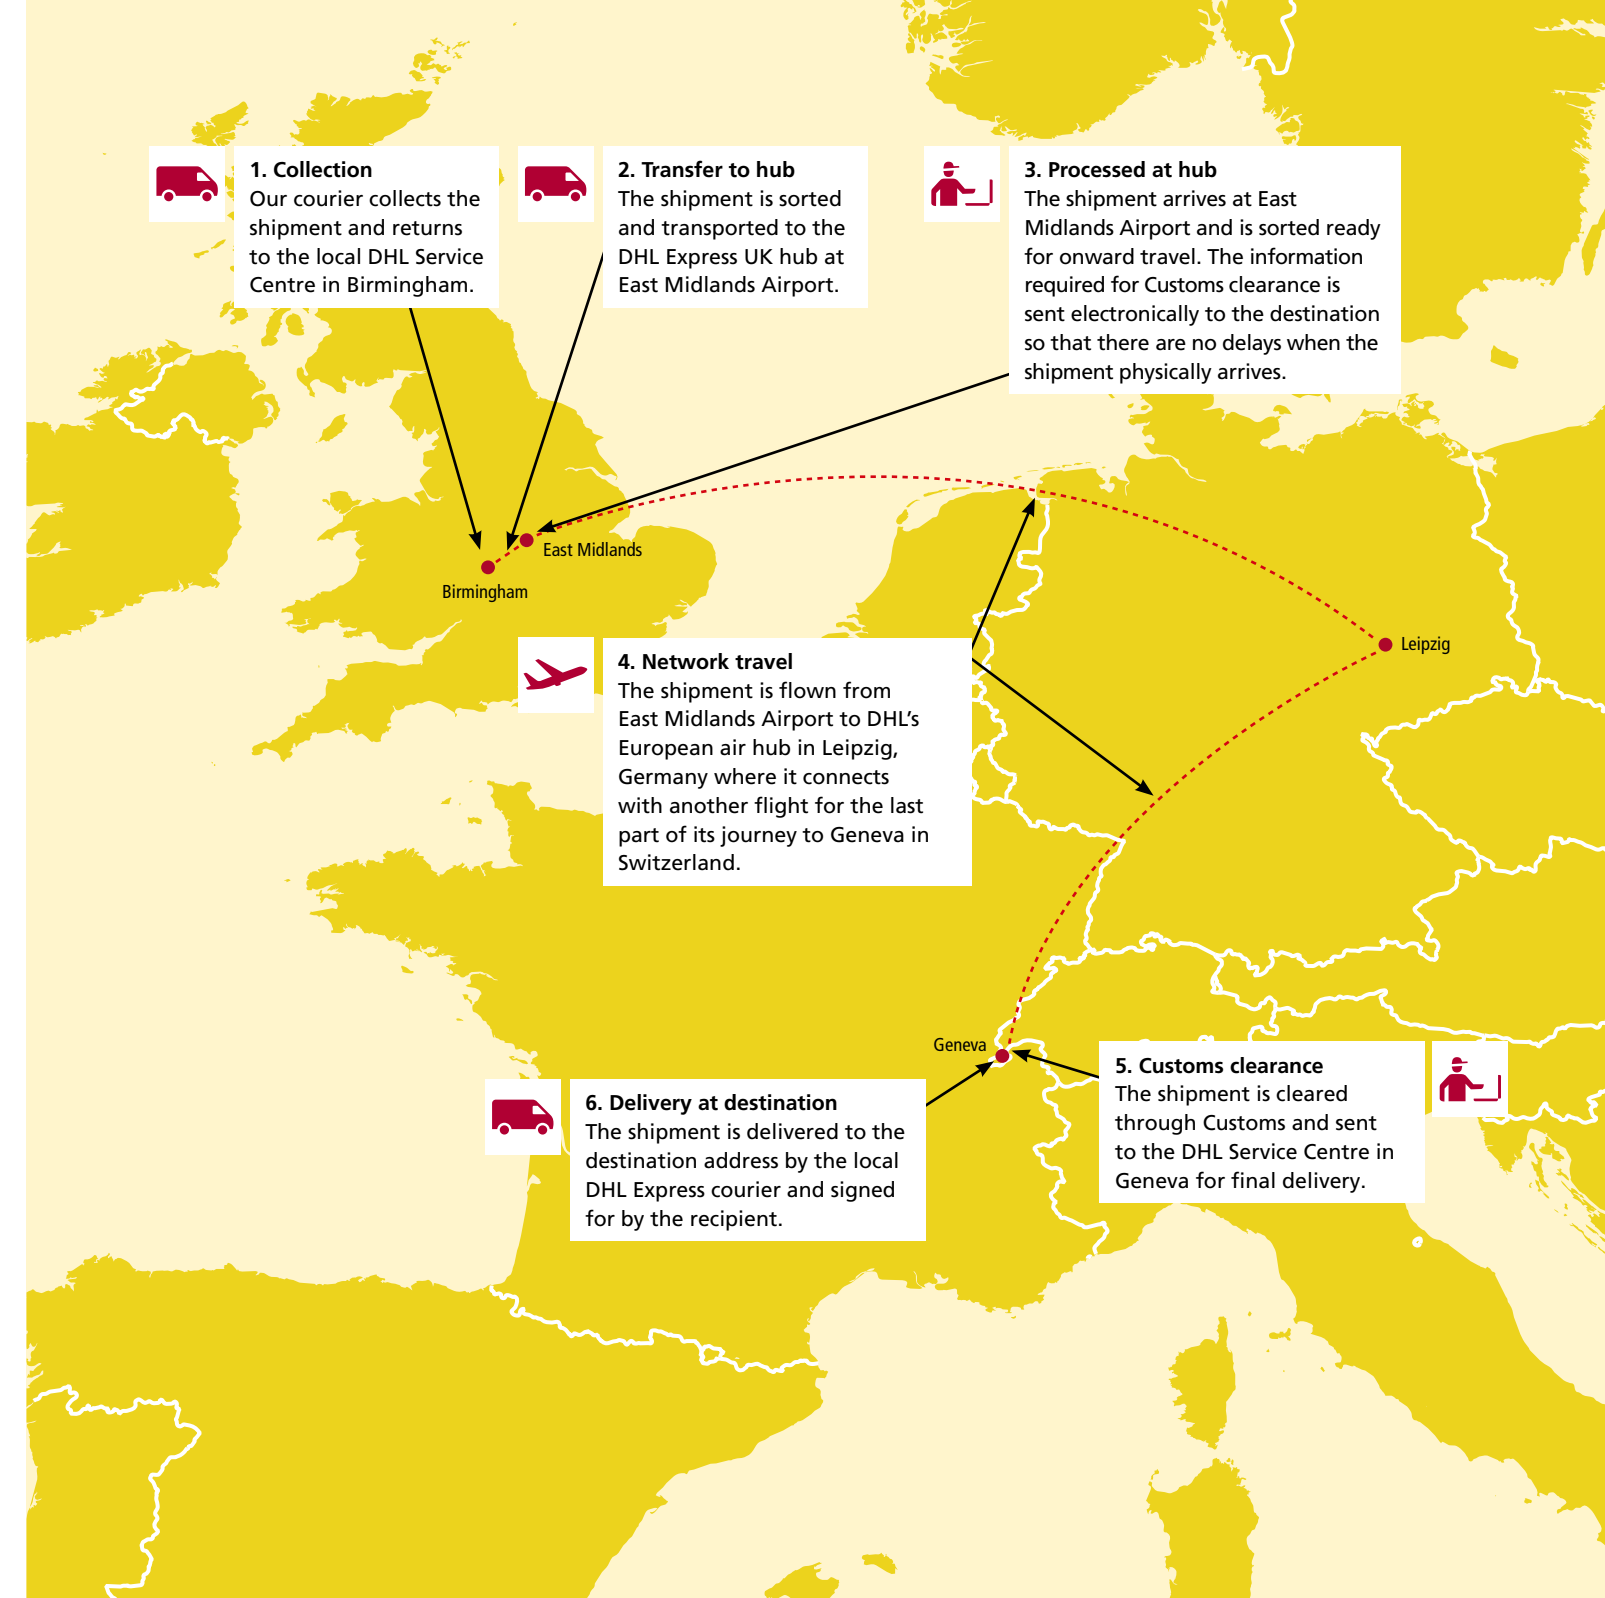 1. Collection
Our courier collects the
shipment and returns
to the local DHL Service
Centre in Birmingham.
2. Transfer to hub
The shipment is sorted
and transported to the
DHL Express UK hub at
East Midlands Airport.
3. Processed at hub
The shipment arrives at East
Midlands Airport and is sorted ready
for onward travel. The information
required for Customs clearance is
sent electronically to the destination
so that there are no delays when the
shipment physically arrives.
East Midlands
Birmingham
Leipzig
4. Network travel
The shipment is flown from
East Midlands Airport to DHL’s
European air hub in Leipzig,
Germany where it connects
with another flight for the last
part of its journey to Geneva in
Switzerland.
Geneva
5. Customs clearance
The shipment is cleared
through Customs and sent
to the DHL Service Centre in
Geneva for final delivery.
6. Delivery at destination
The shipment is delivered to the
destination address by the local
DHL Express courier and signed
for by the recipient.